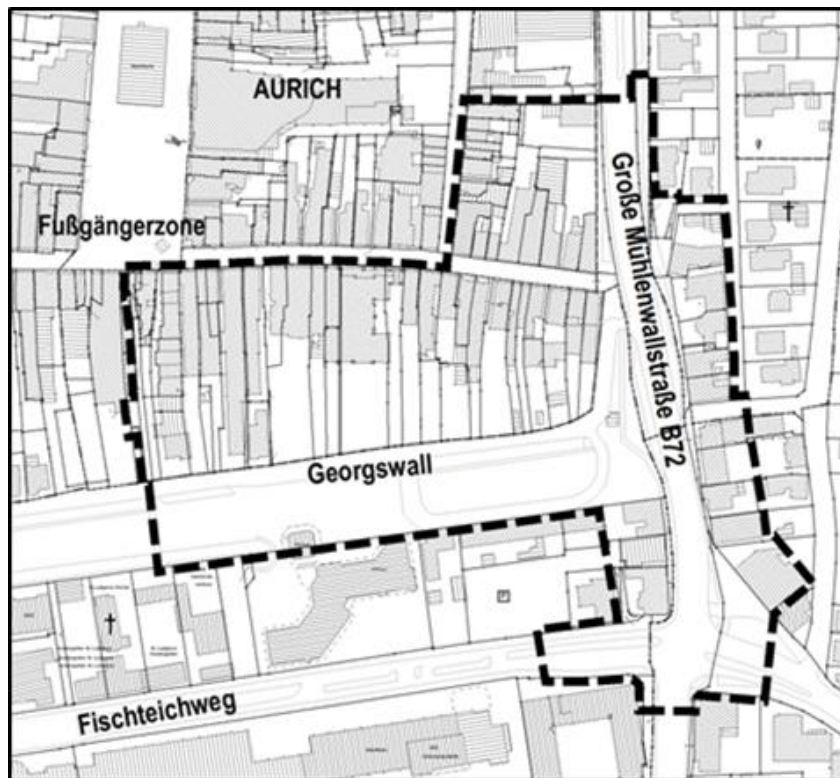 AURICH
Fußgängerzone
Große Mühlenwallstraße B72
Georgswall
P
Fischteichweg